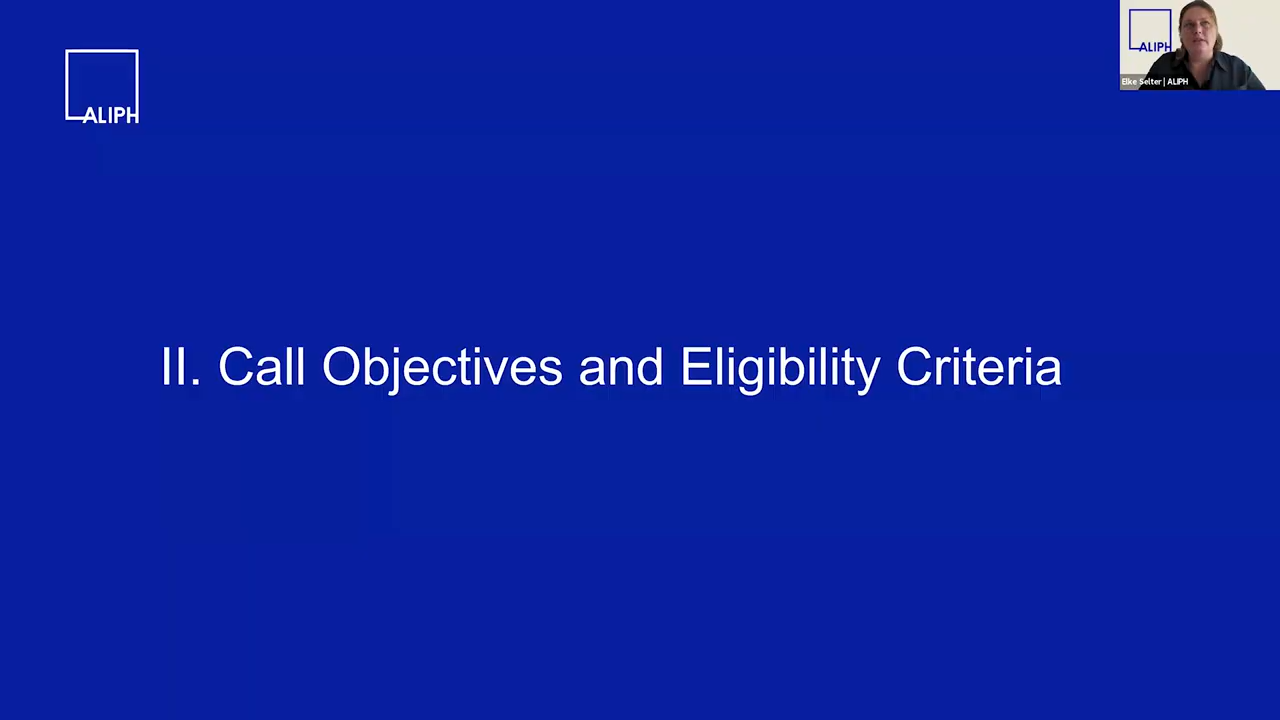 ALIPH
ALIPH
Elke Selter | ALIPH
II. Call Objectives and Eligibility Criteria